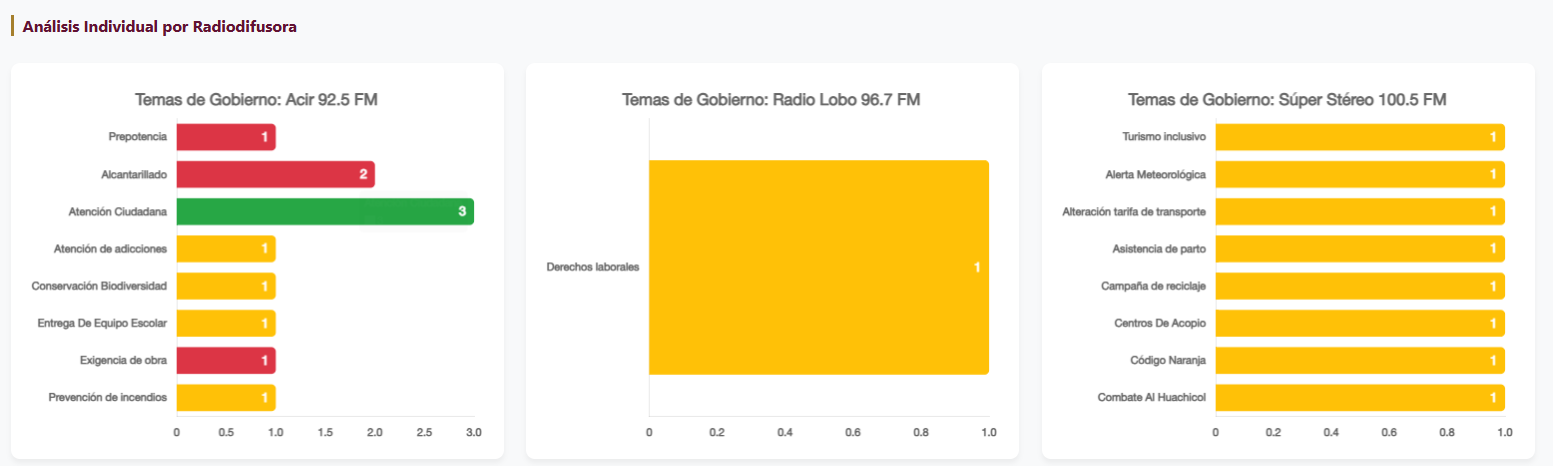 Análisis Individual por Radiodifusora
Temas de Gobierno: Acir 92.5 FM
Prepotencia 1
Alcantarillado 2
Atención Ciudadana 3
Atención de adicciones 1
Conservación Biodiversidad 1
Entrega De Equipo Escolar 1
Exigencia de obra 1
Prevención de incendios 1
0 0.5 1.0 1.5 2.0 2.5 3.0
Temas de Gobierno: Radio Lobo 96.7 FM
Derechos laborales 1
0 0.2 0.4 0.6 0.8 1.0
Temas de Gobierno: Súper Stéreo 100.5 FM
Turismo inclusivo 1
Alerta Meteorológica 1
Alteración tarifa de transporte 1
Asistencia de parto 1
Campaña de reciclaje 1
Centros De Acopio 1
Código Naranja 1
Combate Al Huachicol 1
0 0.2 0.4 0.6 0.8 1.0